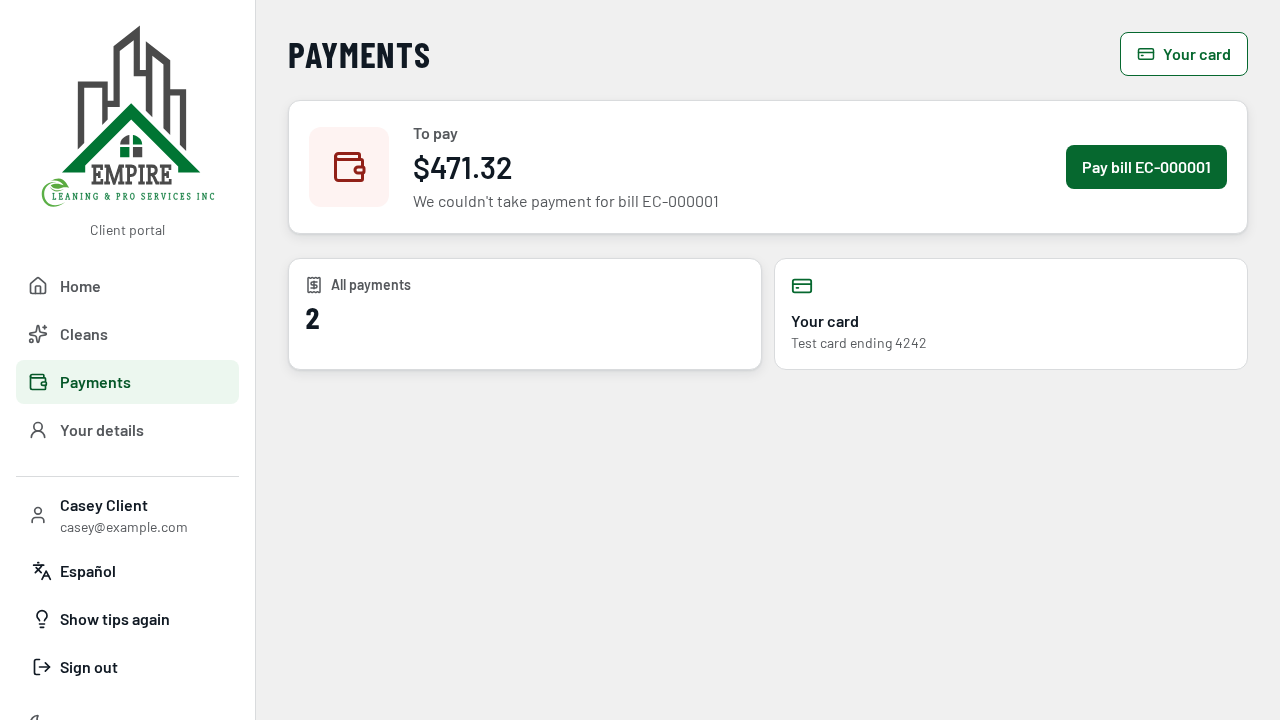 EMPIRE
LEANING & PRO SERVICES INC
Client portal
Home
Cleans
Payments
Your details
Casey Client
casey@example.com
Español
Show tips again
Sign out
PAYMENTS
Your card
To pay
$471.32
We couldn't take payment for bill EC-000001
Pay bill EC-000001
All payments
2
Your card
Test card ending 4242